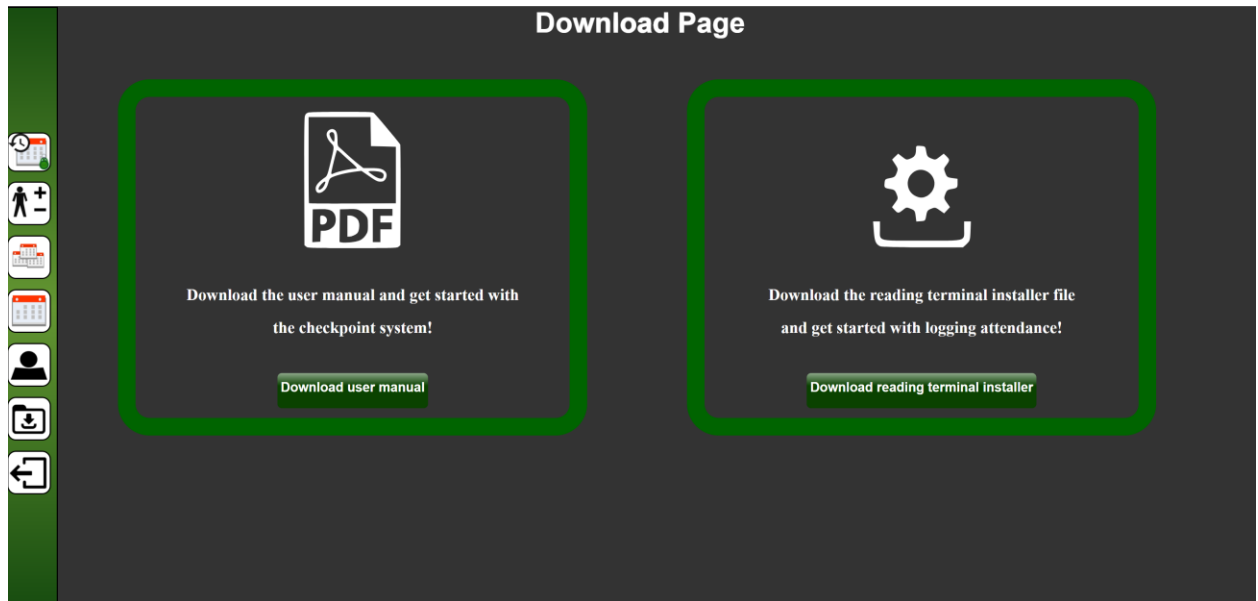 Download Page
PDF
Download the user manual and get started with
the checkpoint system!
Download user manual
Download the reading terminal installer file
and get started with logging attendance!
Download reading terminal installer